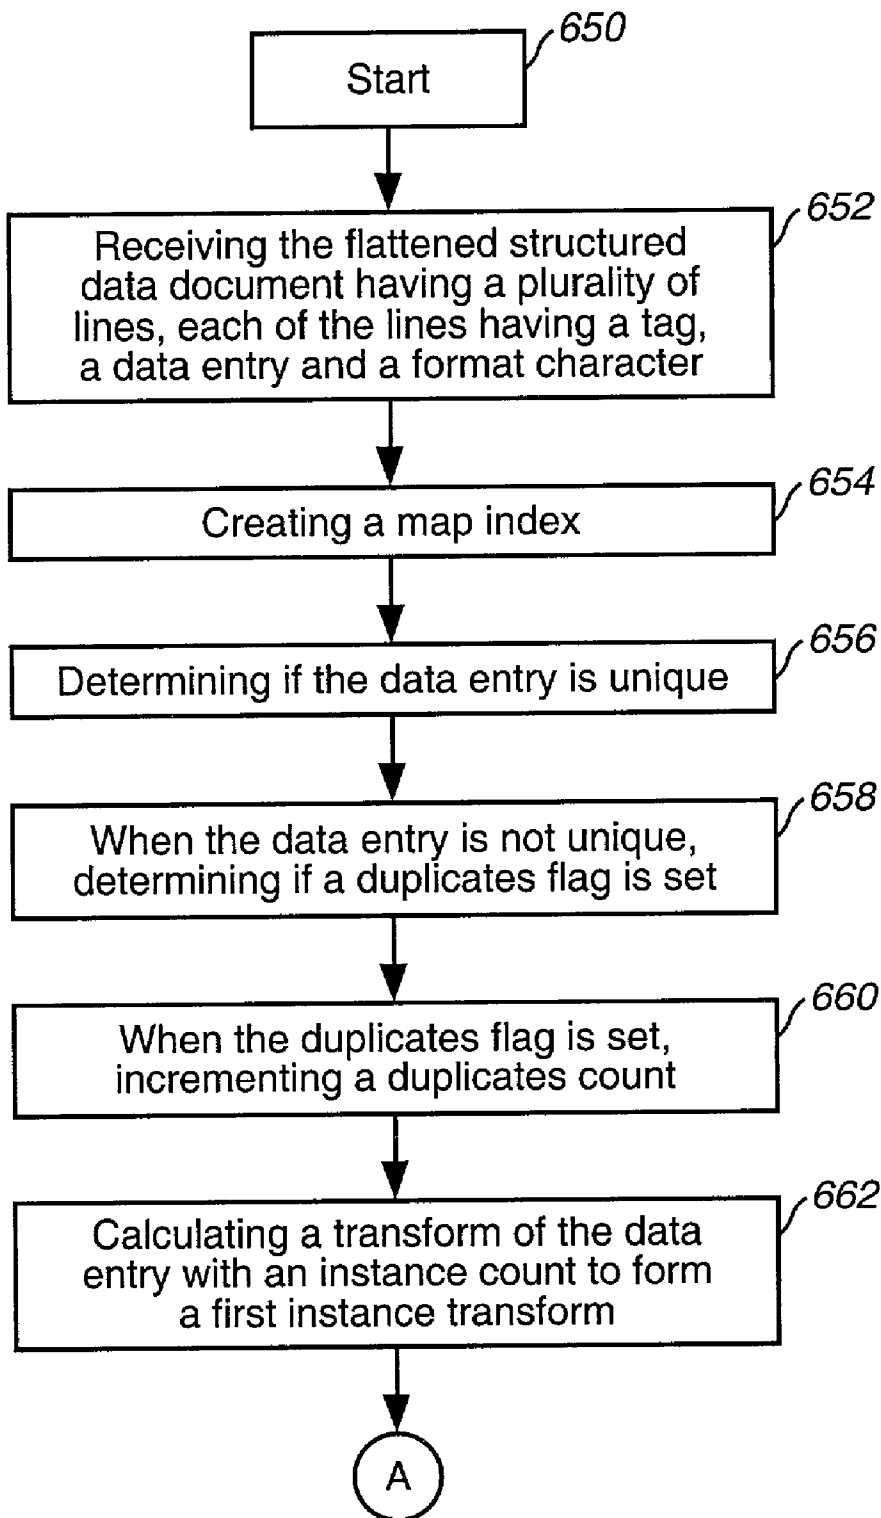 650
Start
652
Receiving the flattened structured
data document having a plurality of
lines, each of the lines having a tag,
a data entry and a format character
654
Creating a map index
656
Determining if the data entry is unique
658
When the data entry is not unique,
determining if a duplicates flag is set
660
When the duplicates flag is set,
incrementing a duplicates count
662
Calculating a transform of the data
entry with an instance count to form
a first instance transform
A